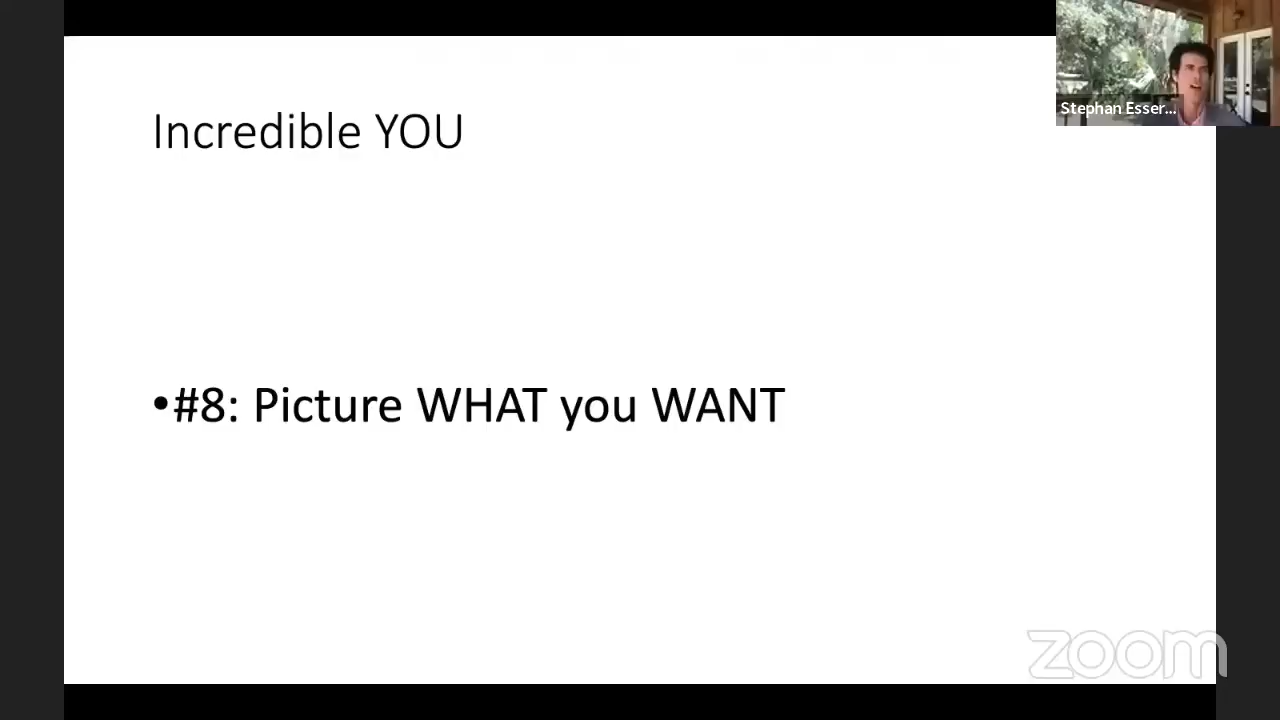 Stephan Esser...
Incredible YOU
•#8: Picture WHAT you WANT
zoom